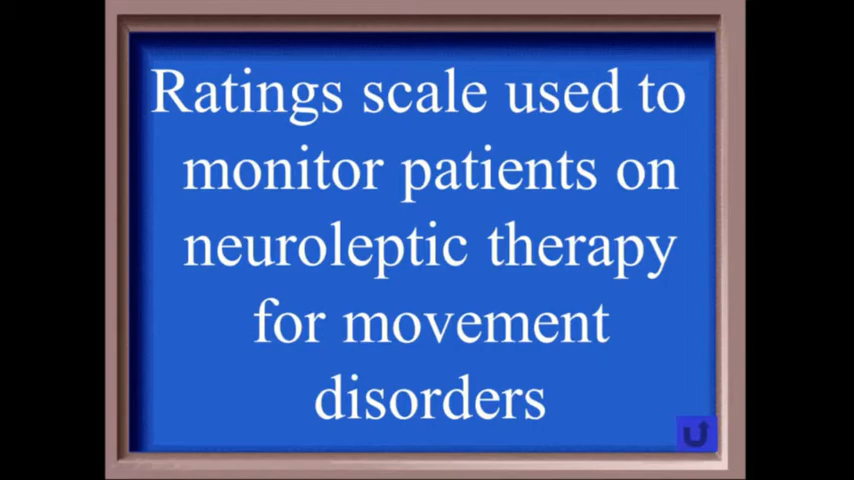 Ratings scale used to
monitor patients on
neuroleptic therapy
for movement
disorders